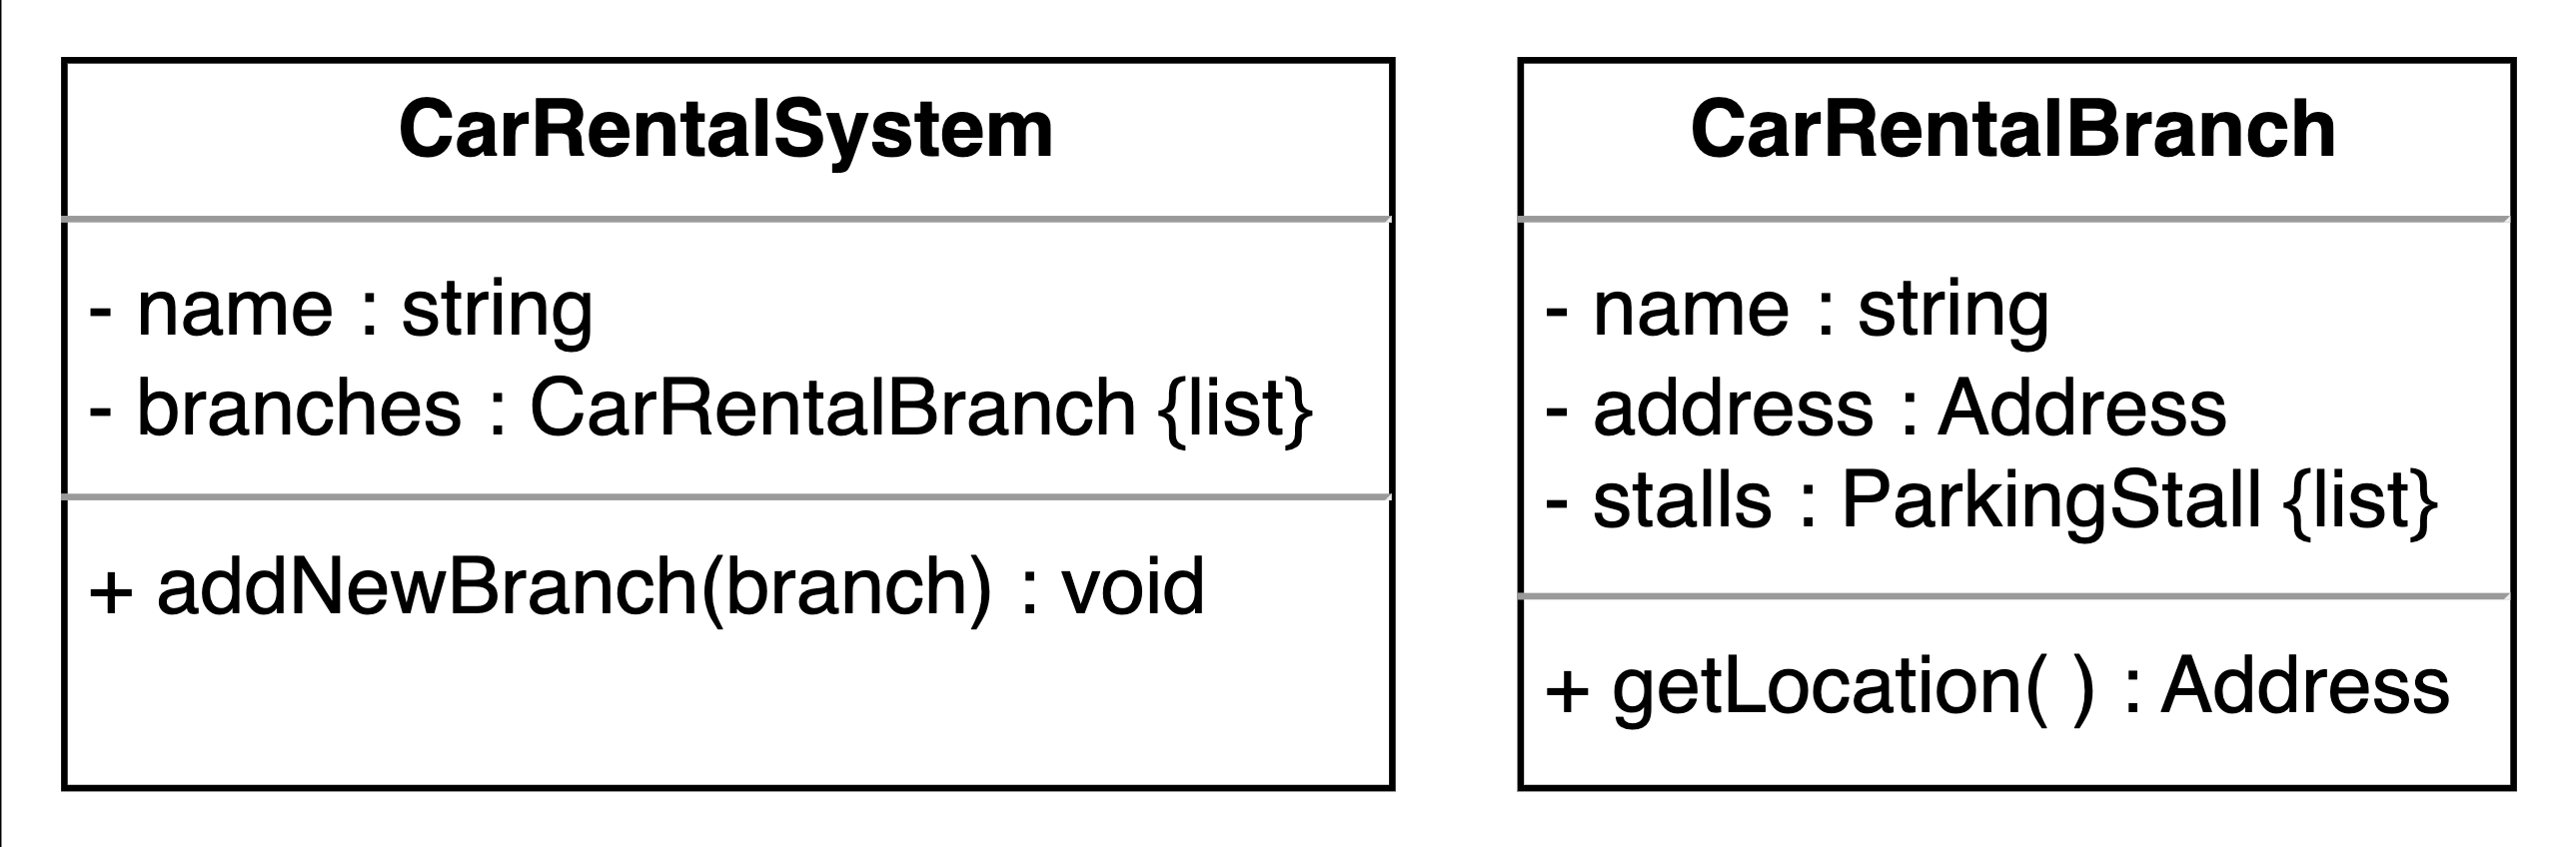 CarRentalSystem
- name : string
- branches : CarRentalBranch {list}
+ addNewBranch(branch) : void
CarRentalBranch
- name : string
- address : Address
- stalls : ParkingStall {list}
+ getLocation( ) : Address